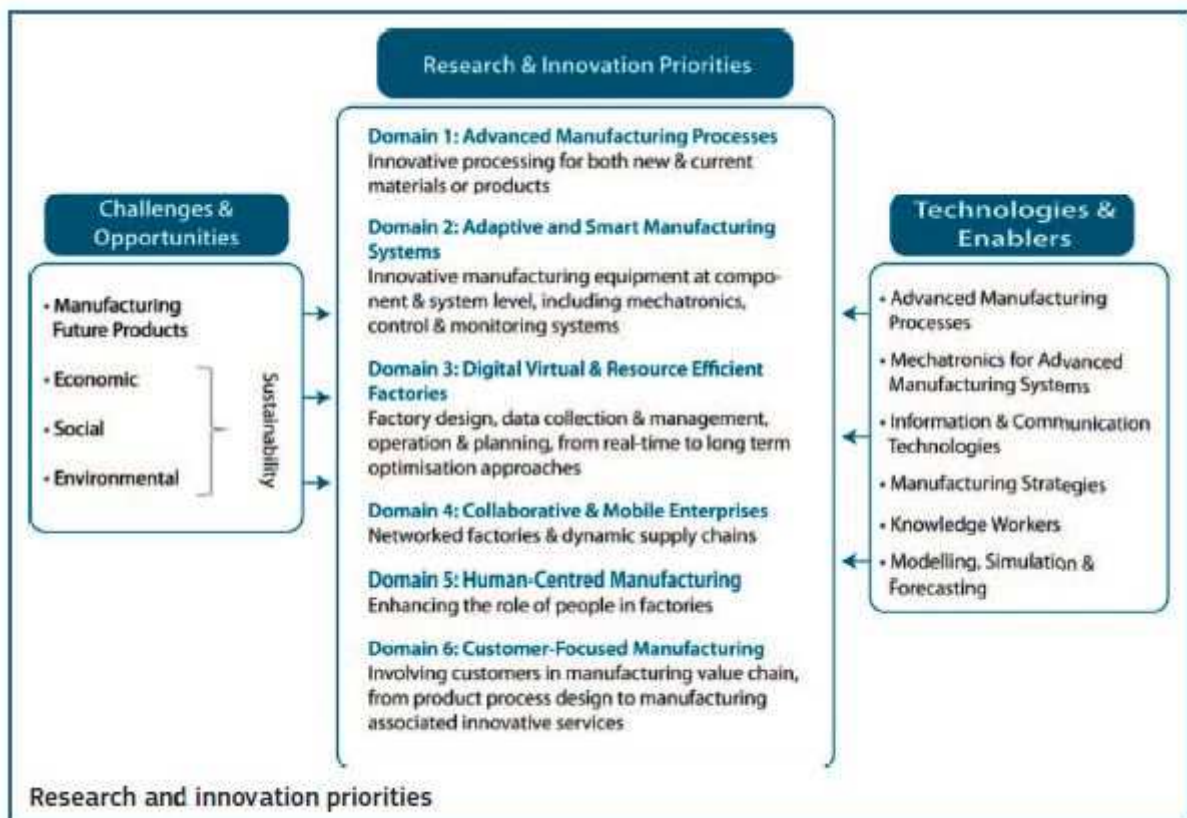 Research & Innovation Priorities
Challenges &
Opportunities
• Manufacturing
Future Products
• Economic
• Social
• Environmental
Sustainability
Domain 1: Advanced Manufacturing Processes
Innovative processing for both new & current
materials or products
Domain 2: Adaptive and Smart Manufacturing
Systems
Innovative manufacturing equipment at compo-
nent & system level, including mechatronics,
control & monitoring systems
Domain 3: Digital Virtual & Resource Efficient
Factories
Factory design, data collection & management,
operation & planning, from real-time to long term
optimisation approaches
Domain 4: Collaborative & Mobile Enterprises
Networked factories & dynamic supply chains
Domain 5: Human-Centred Manufacturing
Enhancing the role of people in factories
Domain 6: Customer-Focused Manufacturing
Involving customers in manufacturing value chain,
from product process design to manufacturing
associated innovative services
Technologies &
Enablers
• Advanced Manufacturing
Processes
• Mechatronics for Advanced
Manufacturing Systems
• Information & Communication
Technologies
• Manufacturing Strategies
• Knowledge Workers
• Modelling, Simulation &
Forecasting
Research and innovation priorities